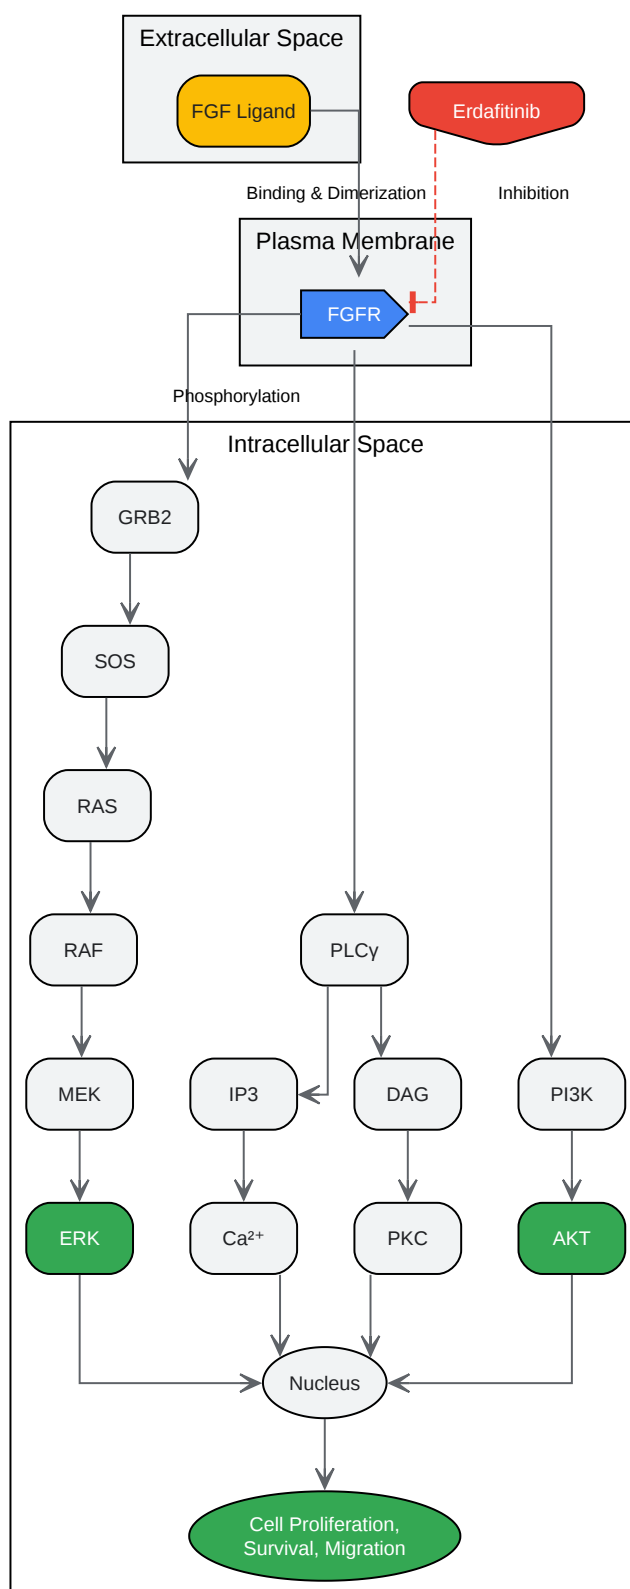 Extracellular Space
FGF Ligand
Erdafitinib
Binding & Dimerization
Inhibition
Plasma Membrane
FGFR
Phosphorylation
Intracellular Space
GRB2
SOS
RAS
RAF
PLCγ
MEK
IP3
DAG
PI3K
ERK
Ca²⁺
PKC
AKT
Nucleus
Cell Proliferation,
Survival, Migration